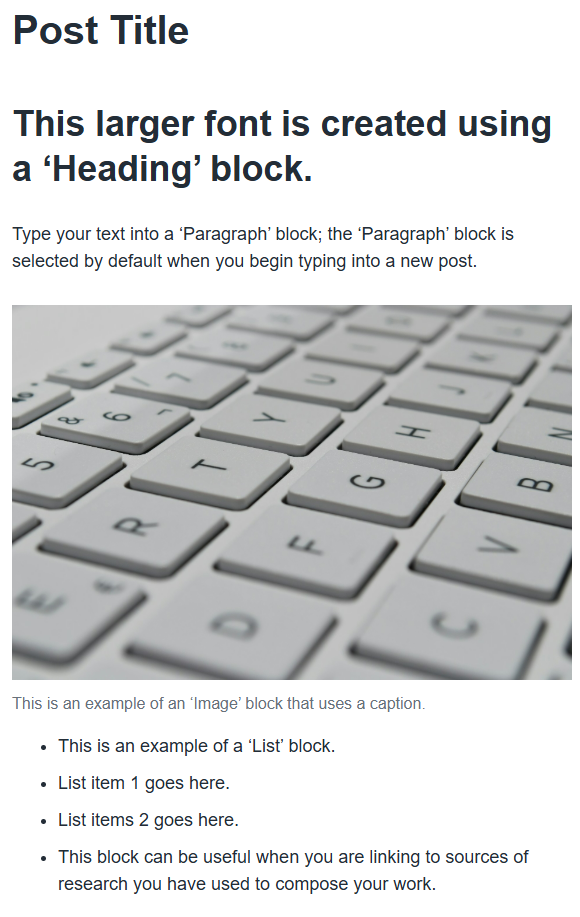 Post Title
This larger font is created using
a ‘Heading’ block.
Type your text into a ‘Paragraph’ block; the ‘Paragraph’ block is
selected by default when you begin typing into a new post.
7 U J
& 6 Y H N
5 T G B
R F V
E € D C
This is an example of an ‘Image’ block that uses a caption.
This is an example of a ‘List’ block.
List item 1 goes here.
List items 2 goes here.
This block can be useful when you are linking to sources of
research you have used to compose your work.